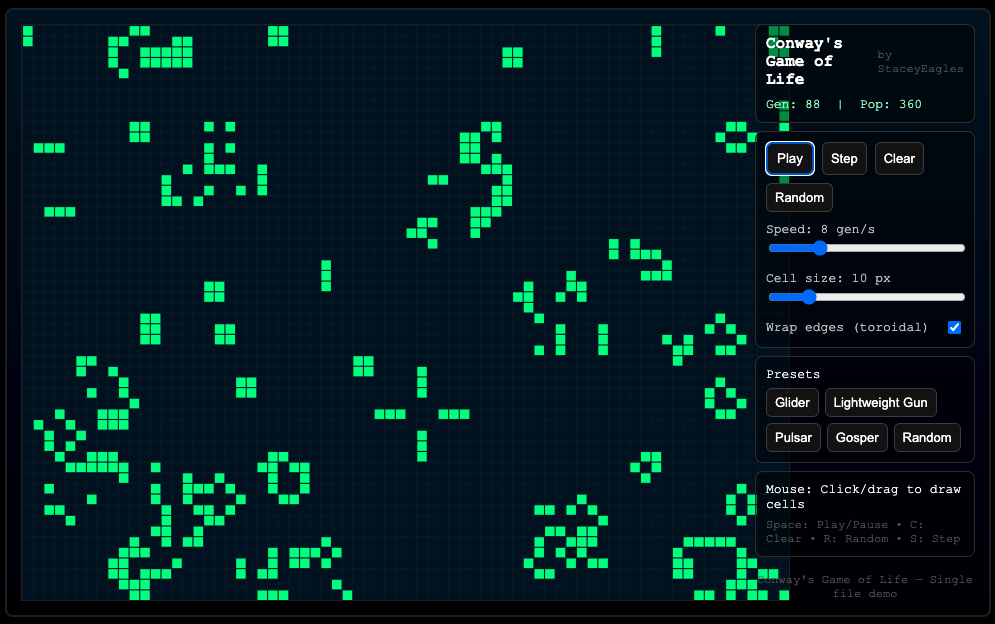 Conway's
Game of
Life
by
StaceyEagles
Gen: 88 | Pop: 360
Play Step Clear
Random
Speed: 8 gen/s
Cell size: 10 px
Wrap edges (toroidal)
Presets
Glider Lightweight Gun
Pulsar Gosper Random
Mouse: Click/drag to draw
cells
Space: Play/Pause • C:
Clear • R: Random • S: Step
Conway's Game of Life — Single
file demo